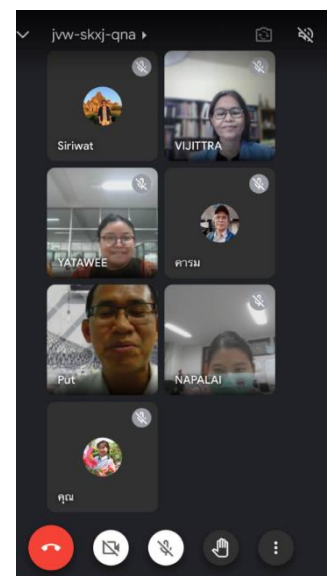 jvw-skxj-qna
Siriwat
VIJITTRA
YATAWEE
คารม
Put
NAPALAI
คุณ